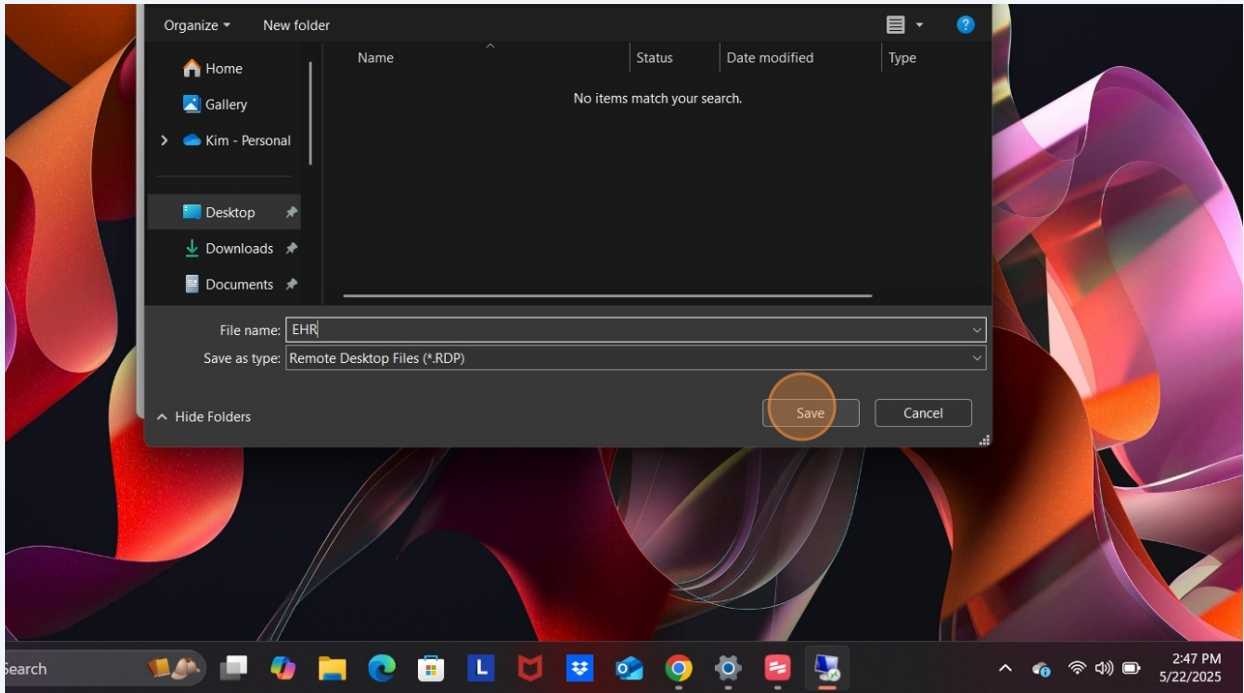 Organize New folder
Name Status Date modified Type
Home
No items match your search.
Gallery
Kim - Personal
Desktop
Downloads
Documents
File name: EHR
Save as type: Remote Desktop Files (*.RDP)
Hide Folders Save Cancel
Search
L
2:47 PM
5/22/2025